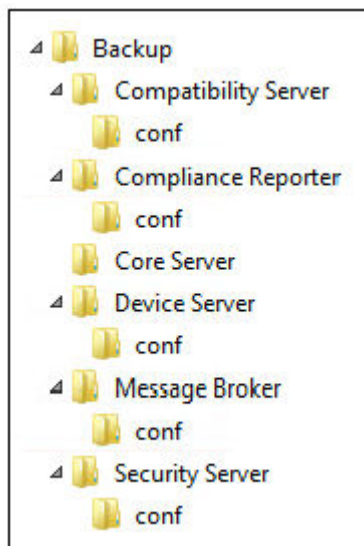 Backup
Compatibility Server
conf
Compliance Reporter
conf
Core Server
Device Server
conf
Message Broker
conf
Security Server
conf